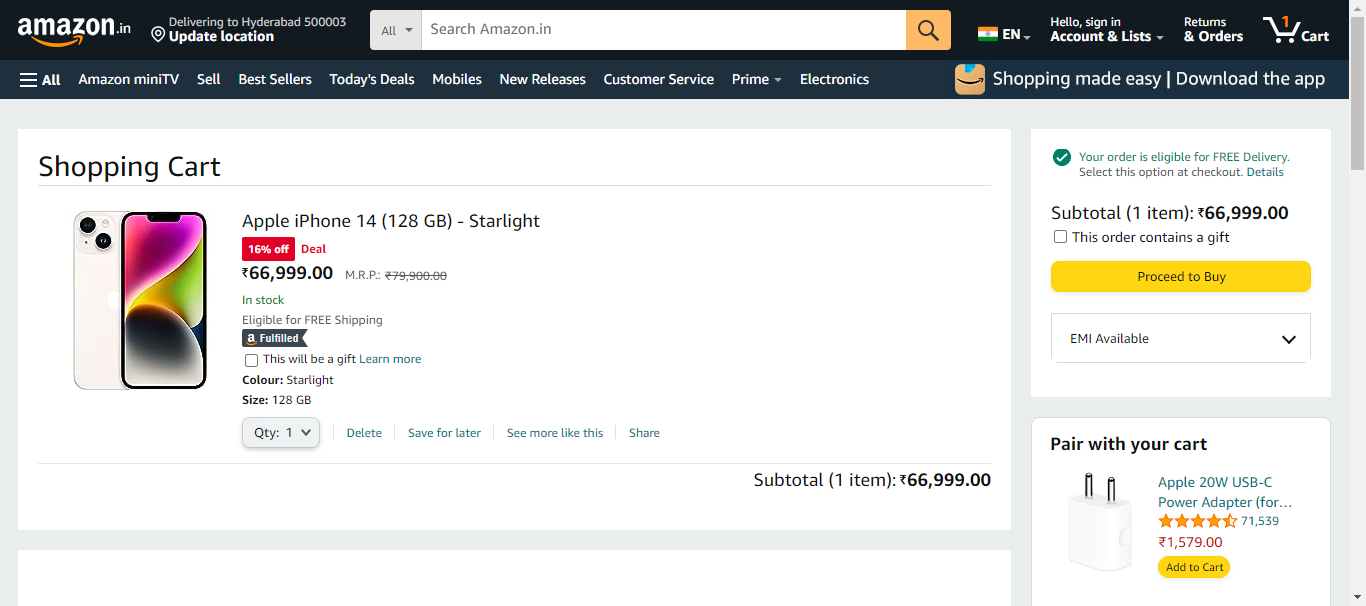 amazon.in
Delivering to Hyderabad 500003
Update location
All
Search Amazon.in
EN
Hello, sign in
Account & Lists
Returns
& Orders
1
Cart
All
Amazon miniTV
Sell
Best Sellers
Today's Deals
Mobiles
New Releases
Customer Service
Prime
Electronics
Shopping made easy | Download the app
Shopping Cart
Apple iPhone 14 (128 GB) - Starlight
16% off Deal
₹66,999.00 M.R.P.: ₹79,900.00
In stock
Eligible for FREE Shipping
a Fulfilled
This will be a gift Learn more
Colour: Starlight
Size: 128 GB
Qty: 1
Delete
Save for later
See more like this
Share
Subtotal (1 item): ₹66,999.00
Your order is eligible for FREE Delivery.
Select this option at checkout. Details
Subtotal (1 item): ₹66,999.00
This order contains a gift
Proceed to Buy
EMI Available
Pair with your cart
Apple 20W USB-C
Power Adapter (for…
71,539
₹1,579.00
Add to Cart